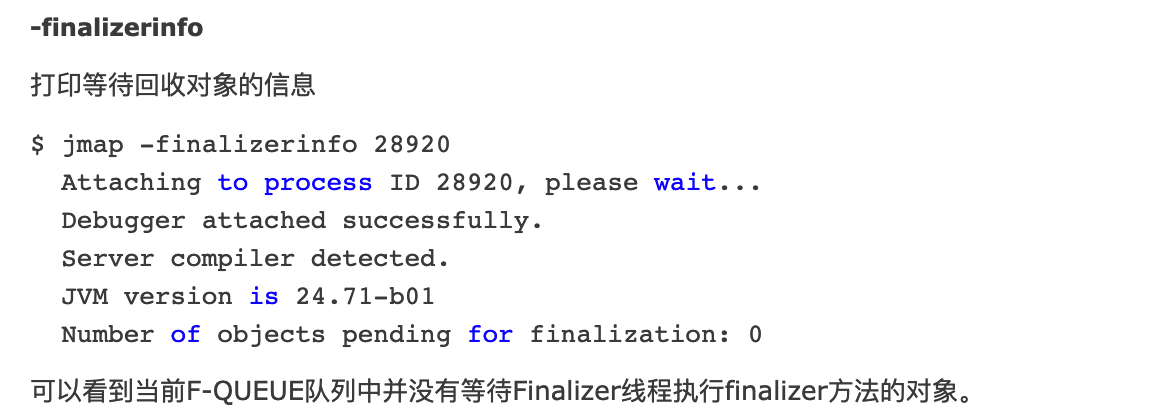 -finalizerinfo
打印等待回收对象的信息
$ jmap -finalizerinfo 28920
Attaching to process ID 28920, please wait...
Debugger attached successfully.
Server compiler detected.
JVM version is 24.71-b01
Number of objects pending for finalization: 0
可以看到当前F-QUEUE队列中并没有等待Finalizer线程执行finalizer方法的对象。